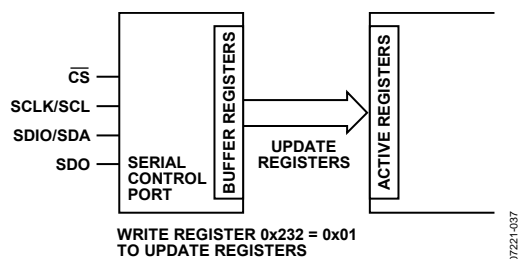 CS
SCLK/SCL
SDIO/SDA
SDO
SERIAL
CONTROL
PORT
BUFFER REGISTERS
UPDATE
REGISTERS
ACTIVE REGISTERS
WRITE REGISTER 0x232 = 0x01
TO UPDATE REGISTERS
07221-037